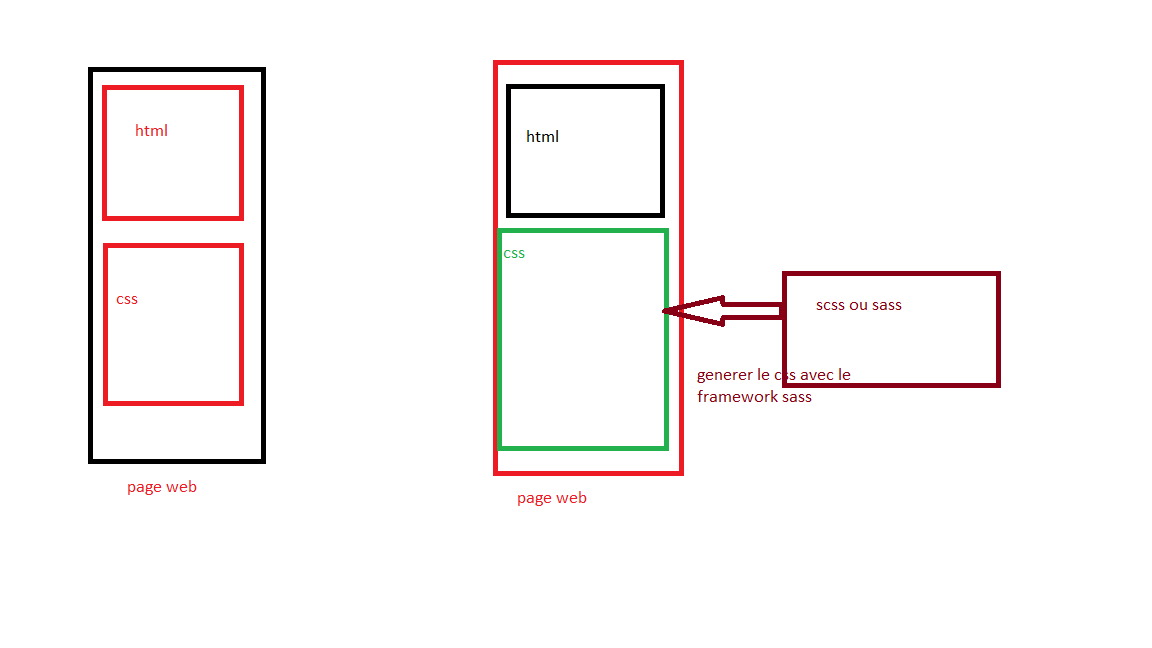 html
css
page web
html
css
page web
scss ou sass
generer le css avec le
framework sass